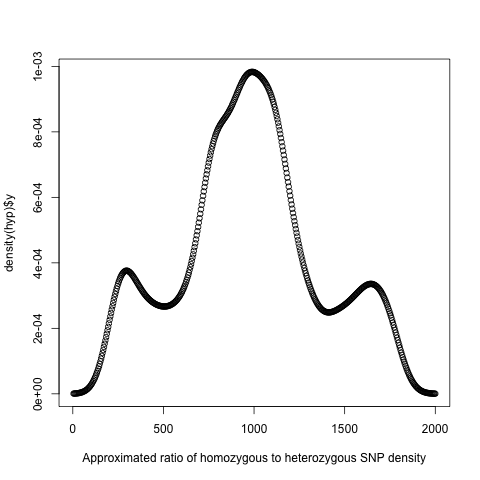 1e-03
8e-04
6e-04
4e-04
2e-04
0e+00
density(hyp)$y
0 500 1000 1500 2000
Approximated ratio of homozygous to heterozygous SNP density